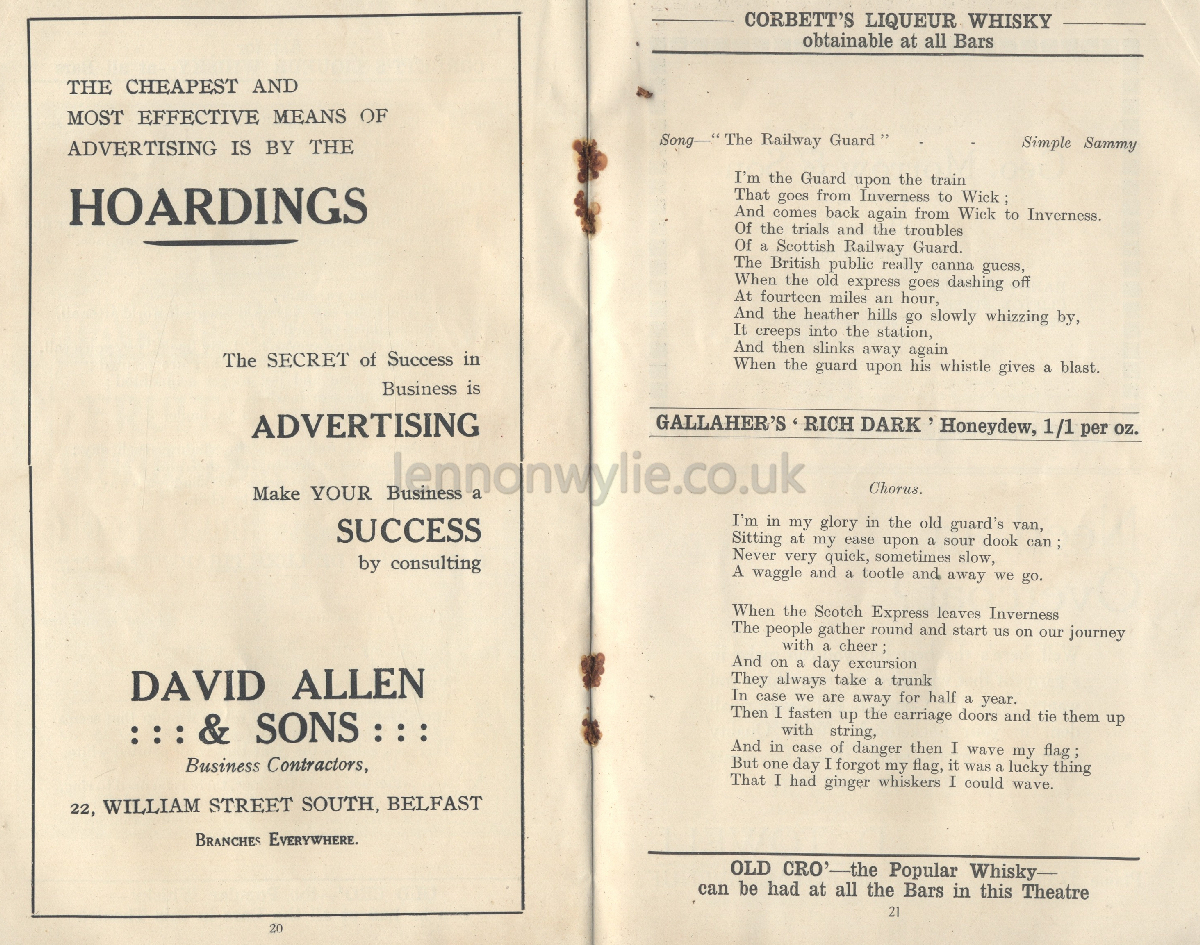 THE CHEAPEST AND
MOST EFFECTIVE MEANS OF
ADVERTISING IS BY THE
HOARDINGS
The SECRET of Success in
Business is
ADVERTISING
Make YOUR Business a
SUCCESS
by consulting
DAVID ALLEN
: : : & SONS : : :
Business Contractors,
22, WILLIAM STREET SOUTH, BELFAST
BRANCHES EVERYWHERE.
20
CORBETT'S LIQUEUR WHISKY
obtainable at all Bars
Song—" The Railway Guard " - - Simple Sammy
I'm the Guard upon the train
That goes from Inverness to Wick ;
And comes back again from Wick to Inverness.
Of the trials and the troubles
Of a Scottish Railway Guard.
The British public really canna guess,
When the old express goes dashing off
At fourteen miles an hour,
And the heather hills go slowly whizzing by,
It creeps into the station,
And then slinks away again
When the guard upon his whistle gives a blast.
GALLAHER'S ' RICH DARK ' Honeydew, 1/1 per oz.
lennonwylie.co.uk
Chorus.
I'm in my glory in the old guard's van,
Sitting at my ease upon a sour dook can ;
Never very quick, sometimes slow,
A waggle and a tootle and away we go.
When the Scotch Express leaves Inverness
The people gather round and start us on our journey
with a cheer ;
And on a day excursion
They always take a trunk
In case we are away for half a year.
Then I fasten up the carriage doors and tie them up
with string,
And in case of danger then I wave my flag ;
But one day I forgot my flag, it was a lucky thing
That I had ginger whiskers I could wave.
OLD CRO'—the Popular Whisky—
can be had at all the Bars in this Theatre
21